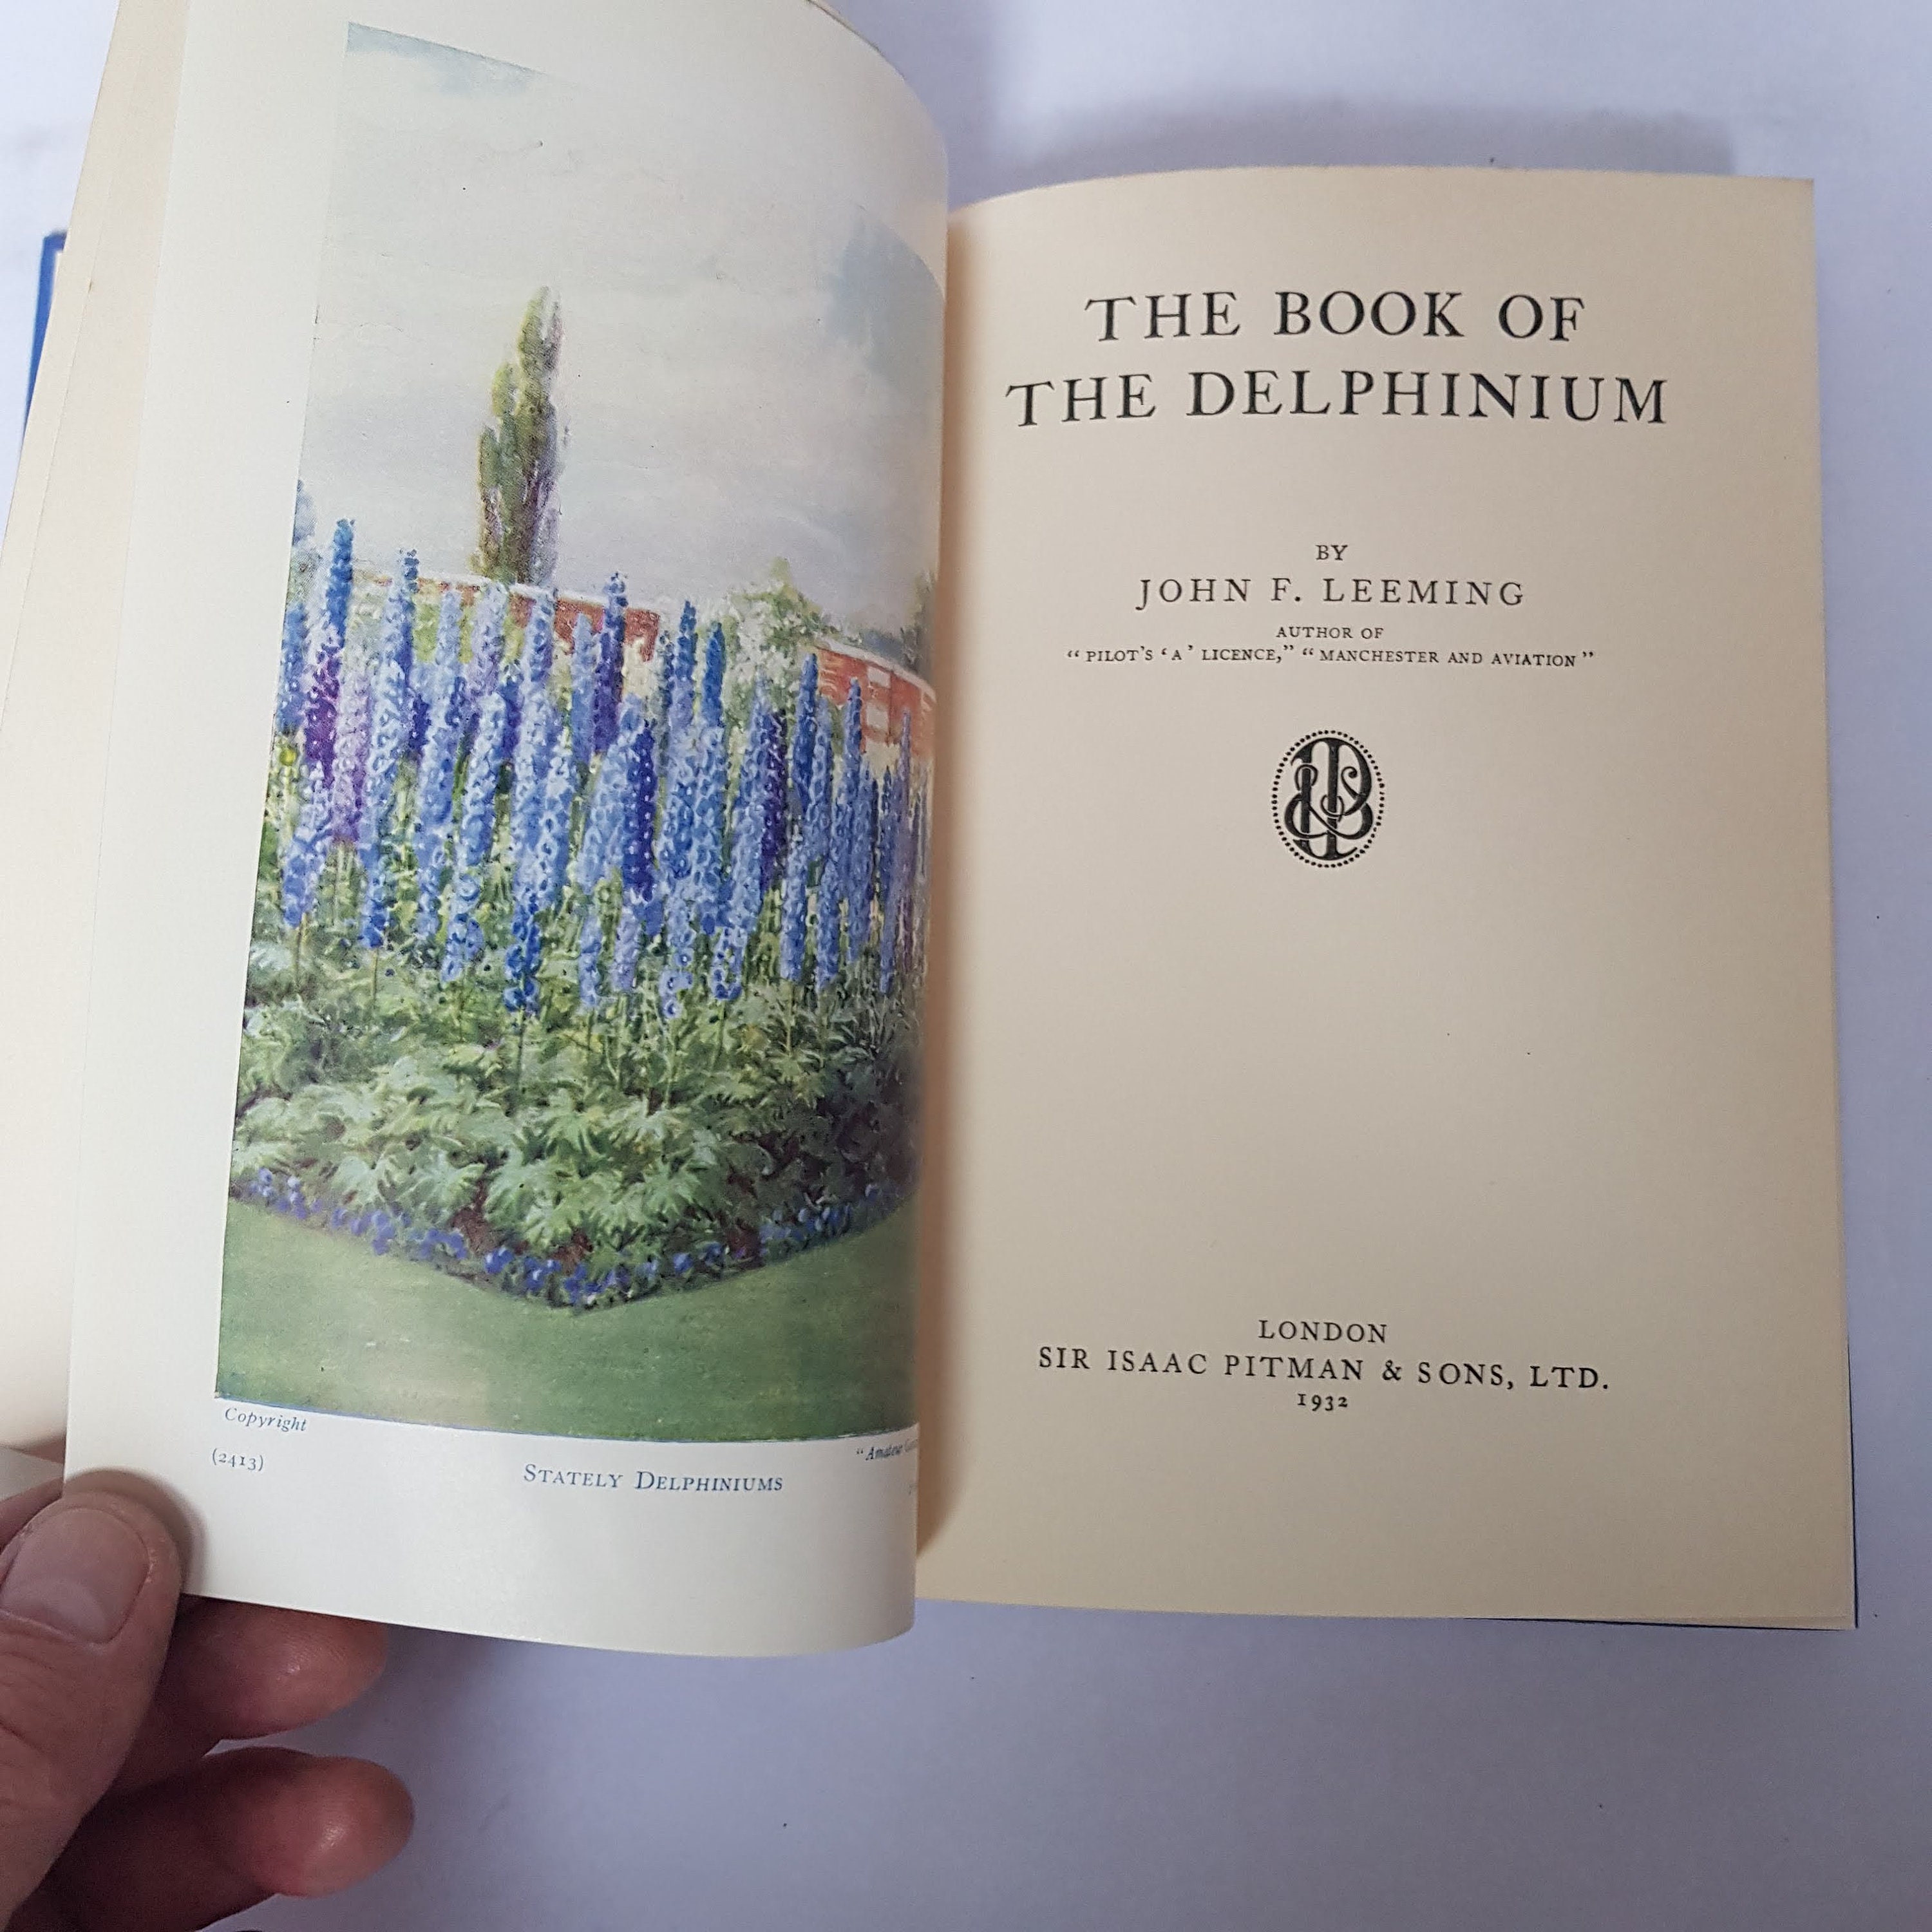 Copyright
"Amateur
(2413)
STATELY DELPHINIUMS
THE BOOK OF
THE DELPHINIUM
BY
JOHN F. LEEMING
AUTHOR OF
"PILOT'S 'A' LICENCE," "MANCHESTER AND AVIATION"
LONDON
SIR ISAAC PITMAN & SONS, LTD.
1932